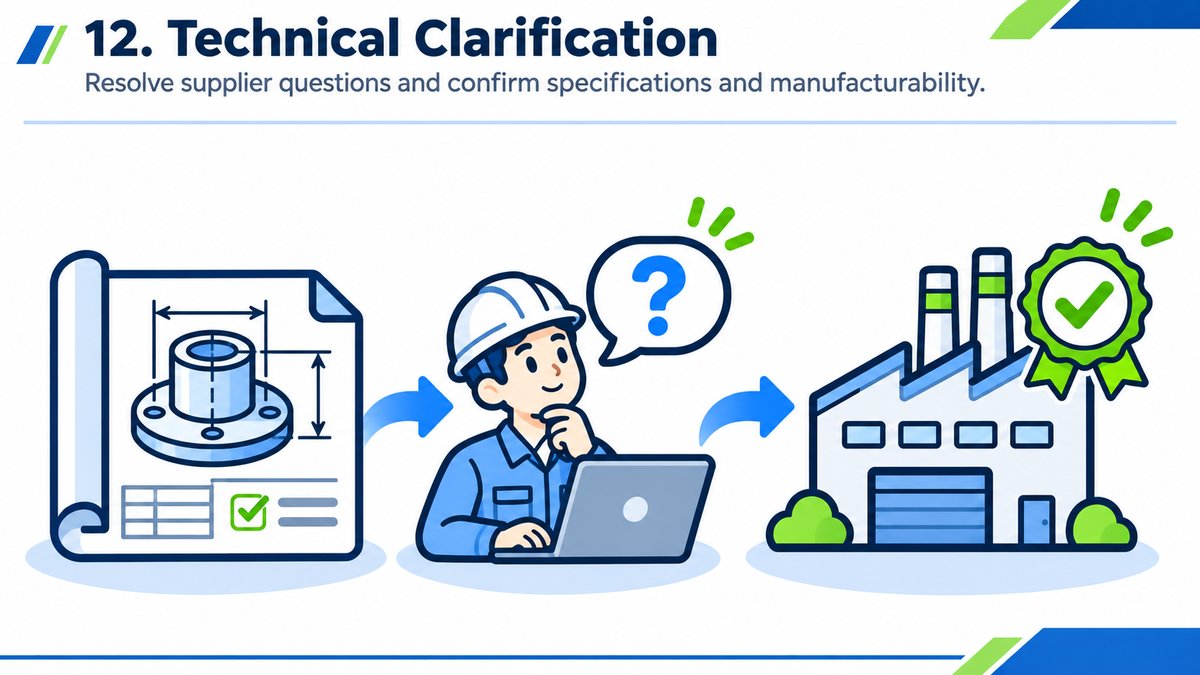 12. Technical Clarification
Resolve supplier questions and confirm specifications and manufacturability.
?